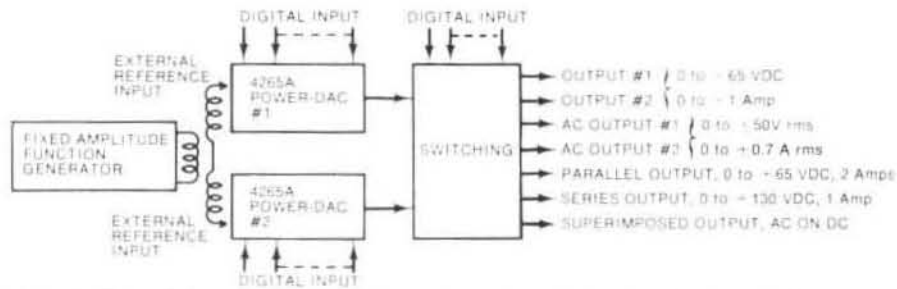 DIGITAL INPUT
DIGITAL INPUT
EXTERNAL
REFERENCE
INPUT
4265A
POWER-DAC
#1
FIXED AMPLITUDE
FUNCTION
GENERATOR
SWITCHING
OUTPUT #1
0 to 65 VDC
OUTPUT #2
0 to 1 Amp
AC OUTPUT #1
0 to 50V rms
AC OUTPUT #2
0 to 0.7 A rms
PARALLEL OUTPUT, 0 to 65 VDC, 2 Amps
SERIES OUTPUT, 0 to 130 VDC, 1 Amp
SUPERIMPOSED OUTPUT, AC ON DC
4265A
POWER-DAC
#2
EXTERNAL
REFERENCE
INPUT
DIGITAL INPUT